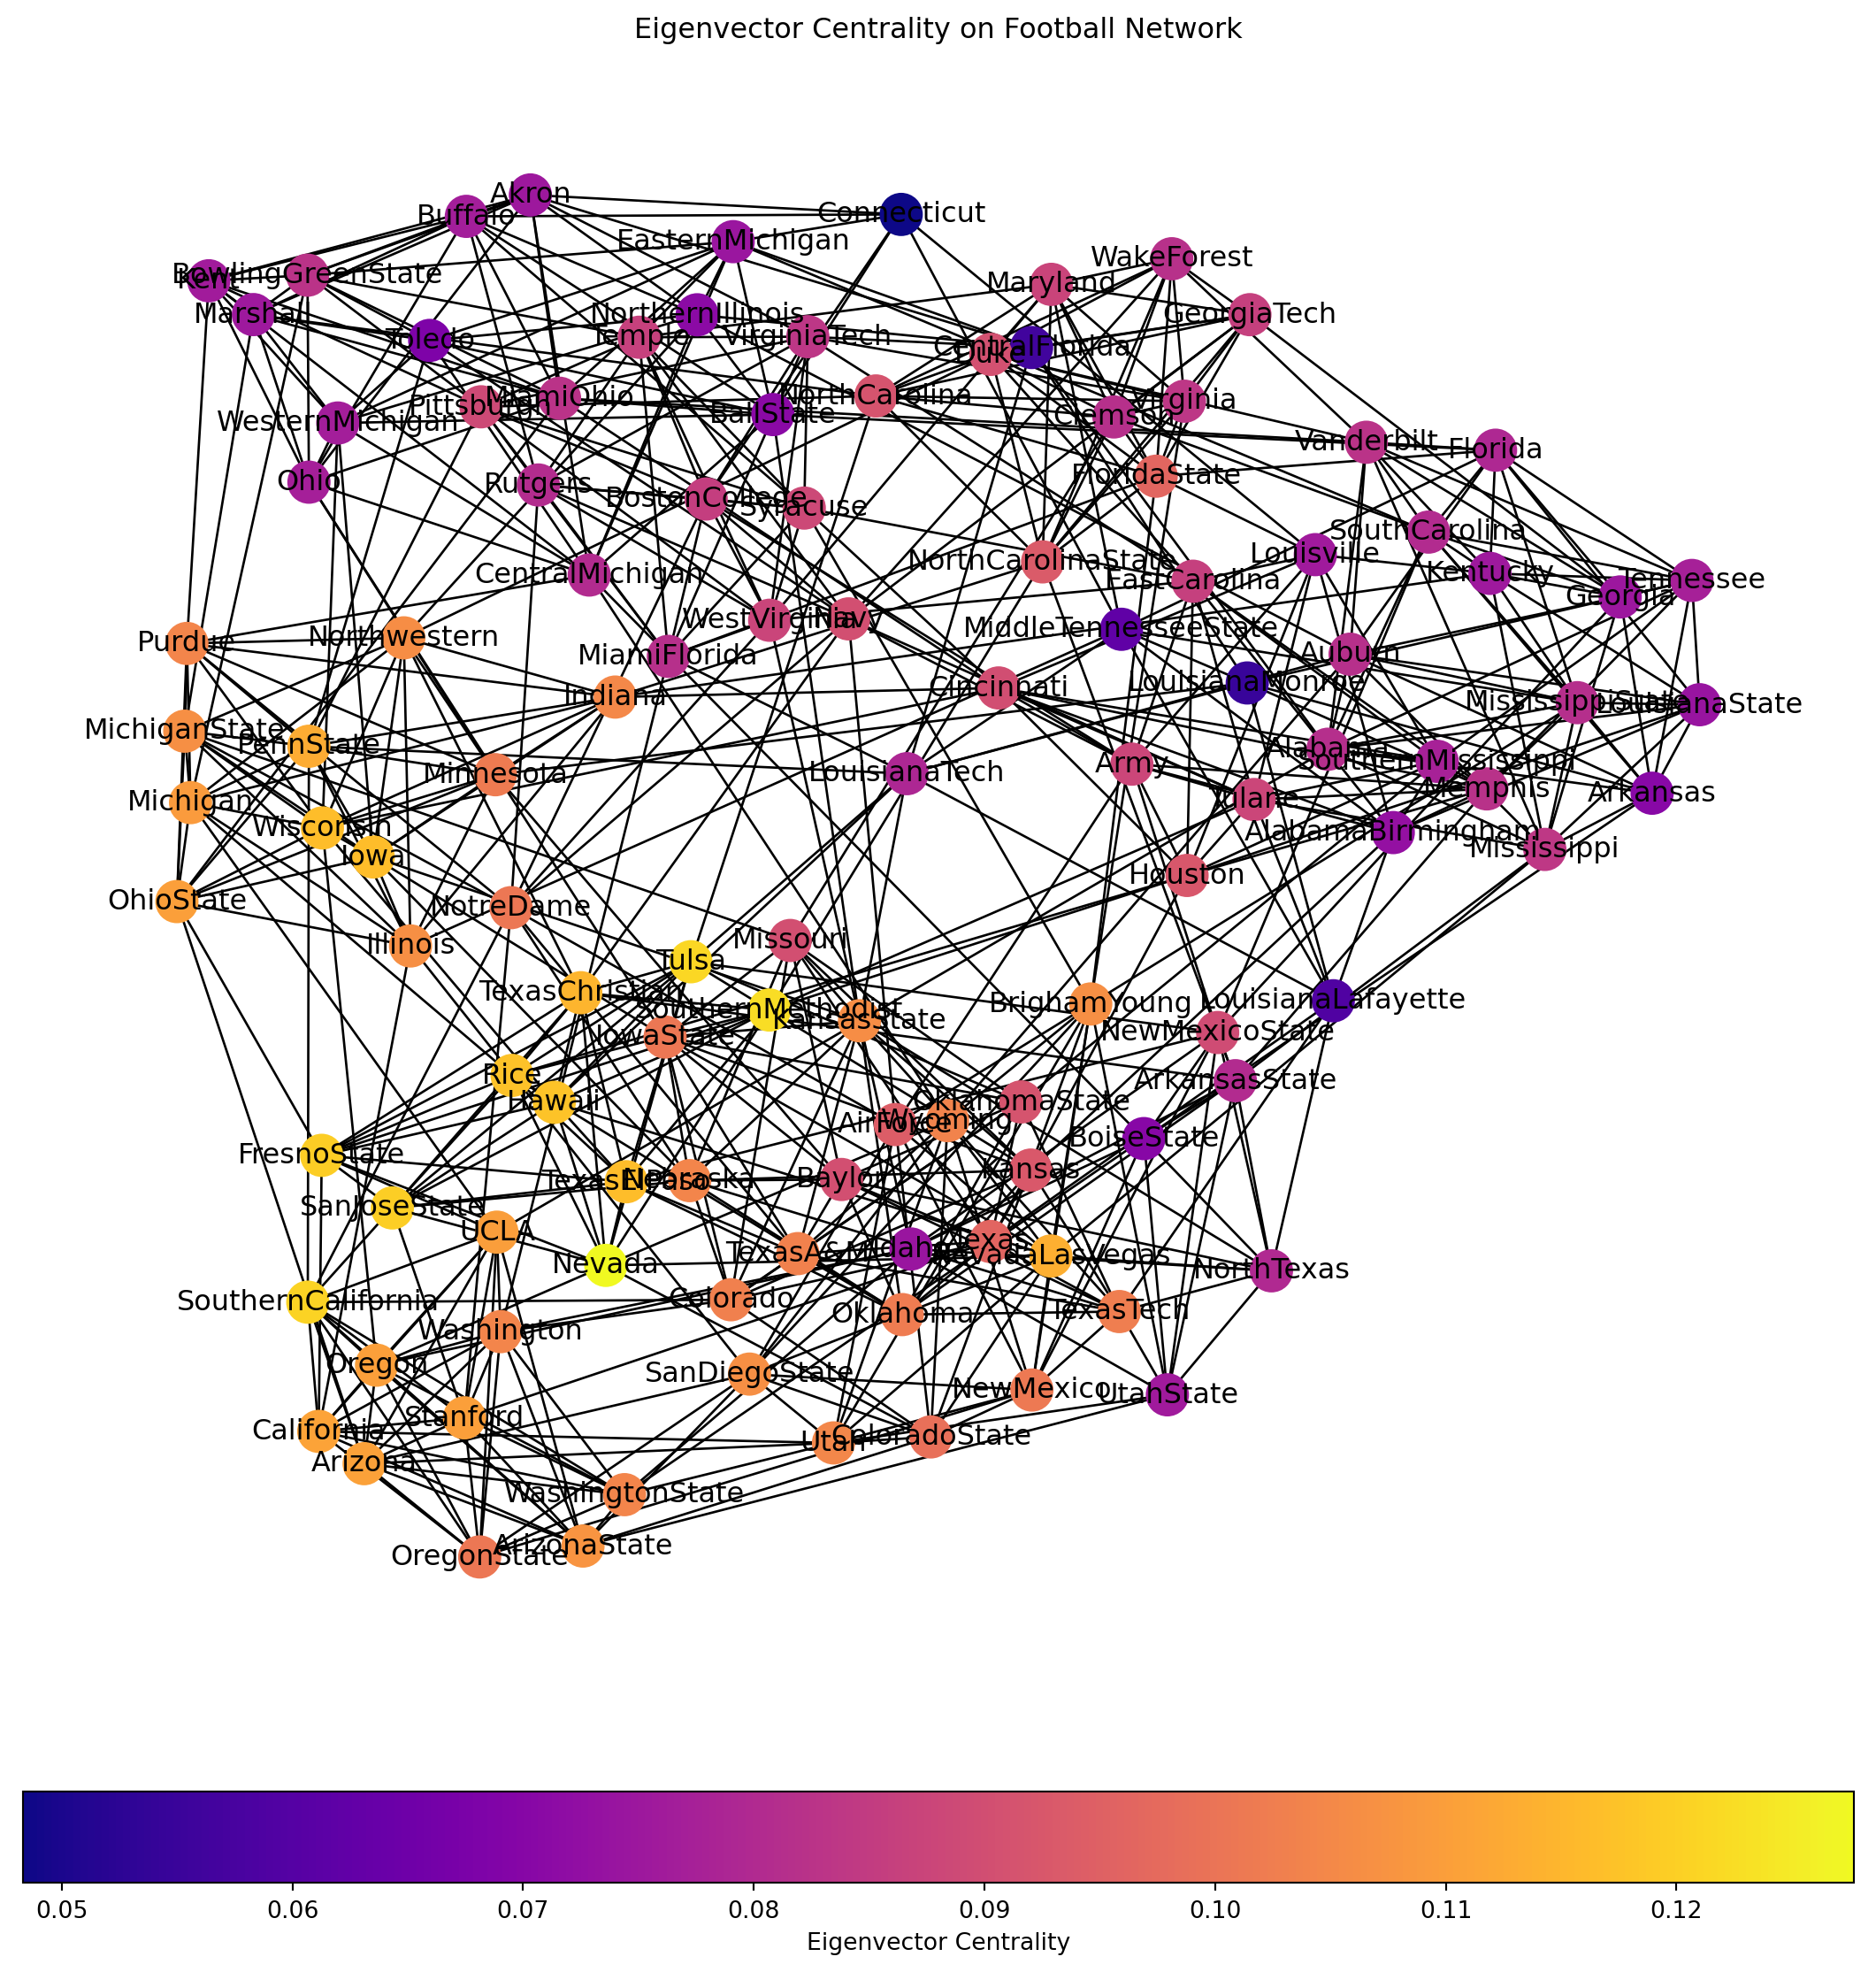 Eigenvector Centrality on Football Network
Akron
Buffalo
Connecticut
EasternMichigan
WakeForest
BowlingGreenState
Kent
Maryland
Marshall
NorthernIllinois
GeorgiaTech
Toledo
Temple
VirginiaTech
CentralFlorida
Duke
Pittsburgh
MiamiOhio
NorthCarolina
Virginia
WesternMichigan
BallState
Clemson
Vanderbilt
Florida
Ohio
Rutgers
BostonCollege
Syracuse
FloridaState
SouthCarolina
Louisville
CentralMichigan
NorthCarolinaState
EastCarolina
Kentucky
Tennessee
Georgia
Purdue
Northwestern
WestVirginia
Navy
MiddleTennesseeState
MiamiFlorida
Auburn
Indiana
Cincinnati
LouisianaMonroe
MississippiState
LouisianaState
MichiganState
PennState
Minnesota
LouisianaTech
Army
Alabama
SouthernMississippi
Michigan
Tulane
Memphis
Arkansas
Wisconsin
Iowa
AlabamaBirmingham
Mississippi
OhioState
NotreDame
Houston
Illinois
Missouri
Tulsa
TexasChristian
SouthernMethodist
KansasState
BrighamYoung
LouisianaLafayette
IowaState
NewMexicoState
Rice
Hawaii
ArkansasState
OklahomaState
AirForce
Wyoming
BoiseState
FresnoState
TexasElPaso
Nebraska
Baylor
Kansas
SanJoseState
UCLA
Nevada
TexasA&M
Idaho
Texas
NevadaLasVegas
NorthTexas
SouthernCalifornia
Colorado
Oklahoma
TexasTech
Washington
Oregon
SanDiegoState
NewMexico
UtahState
California
Stanford
Arizona
Utah
ColoradoState
WashingtonState
OregonState
ArizonaState
0.05 0.06 0.07 0.08 0.09 0.10 0.11 0.12
Eigenvector Centrality